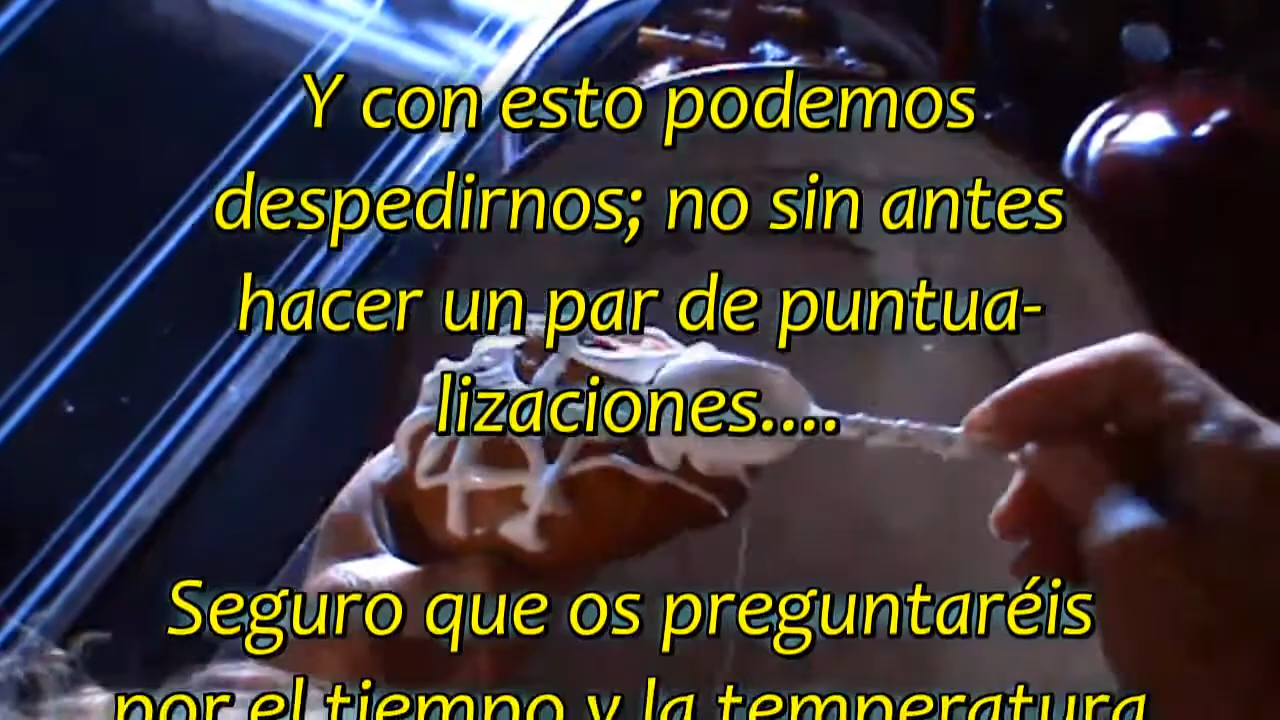 Y con esto podemos
despedirnos; no sin antes
hacer un par de puntua-
lizaciones....
Seguro que os preguntaréis
por el tiempo y la temperatura